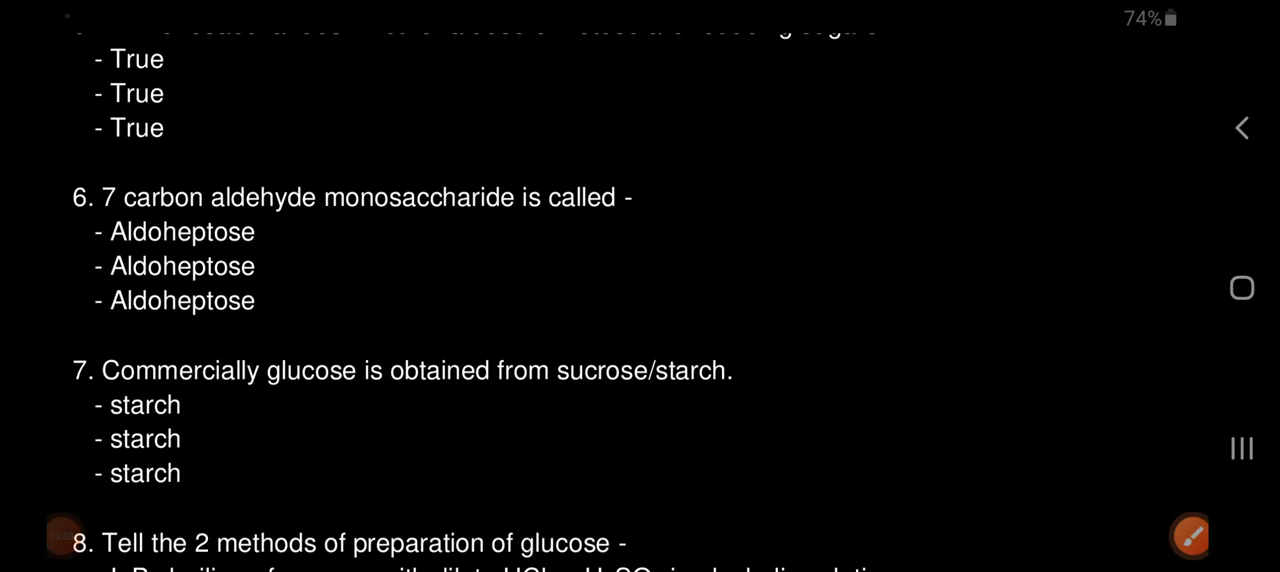 74%
sugars
- True
- True
- True
6. 7 carbon aldehyde monosaccharide is called -
- Aldoheptose
- Aldoheptose
- Aldoheptose
7. Commercially glucose is obtained from sucrose/starch.
- starch
- starch
- starch
8. Tell the 2 methods of preparation of glucose -